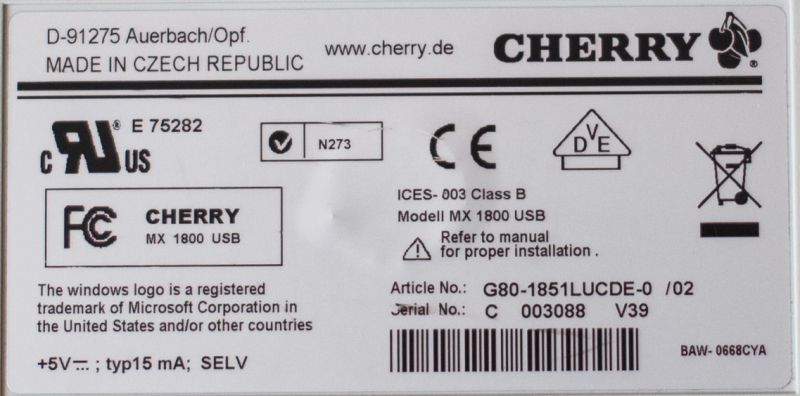 D-91275 Auerbach/Opf.
MADE IN CZECH REPUBLIC
www.cherry.de
CHERRY ®
c RU ® US E 75282
N273
CE
DVE
FC CHERRY
MX 1800 USB
ICES- 003 Class B
Modell MX 1800 USB
Refer to manual
for proper installation .
The windows logo is a registered
trademark of Microsoft Corporation in
the United States and/or other countries
+5V⎓ ; typ15 mA; SELV
Article No.: G80-1851LUCDE-0 /02
Serial No.: C 003088 V39
BAW- 0668CYA